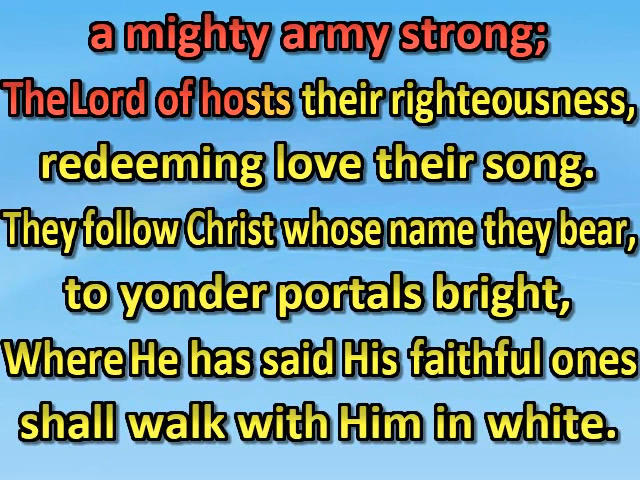 a mighty army strong;
The Lord of hosts their righteousness,
redeeming love their song.
They follow Christ whose name they bear,
to yonder portals bright,
Where He has said His faithful ones
shall walk with Him in white.